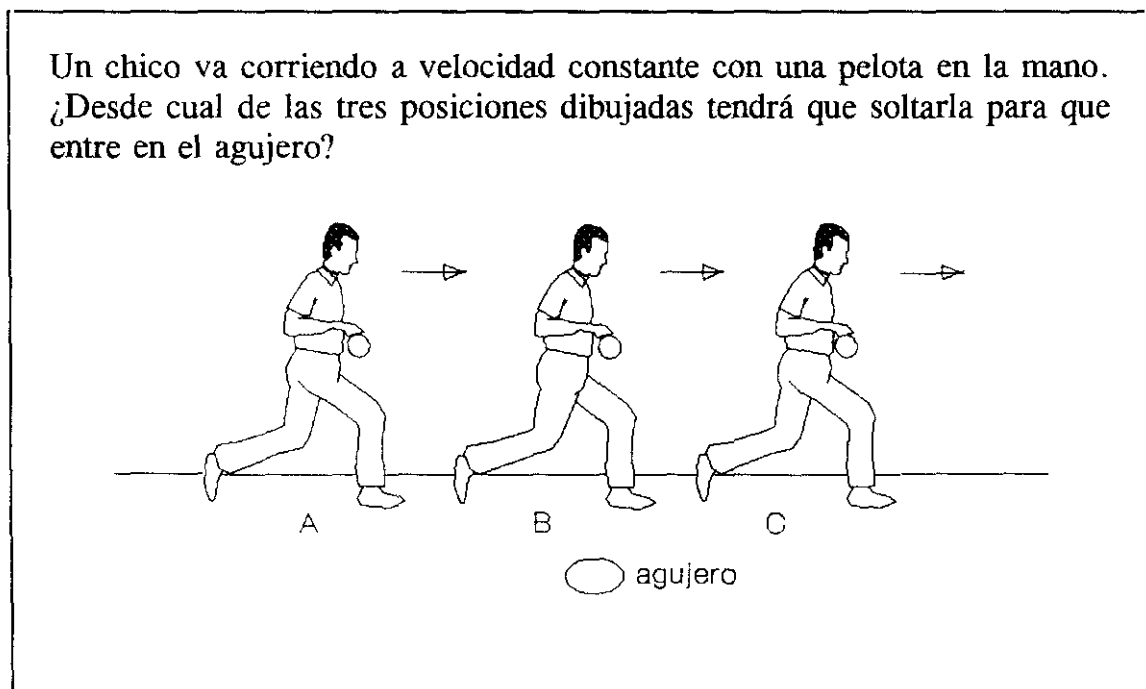 Un chico va corriendo a velocidad constante con una pelota en la mano.
¿Desde cual de las tres posiciones dibujadas tendrá que soltarla para que
entre en el agujero?
A B C
agujero